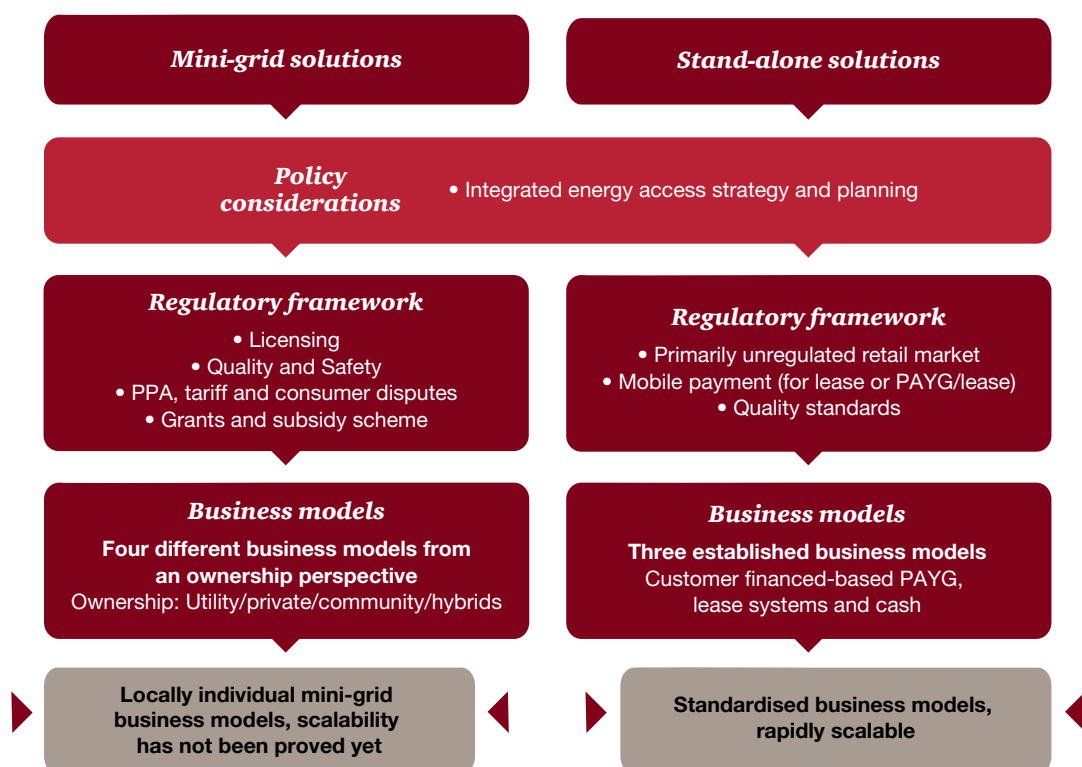 Mini-grid solutions
Stand-alone solutions
Policy
considerations
• Integrated energy access strategy and planning
Regulatory framework
• Licensing
• Quality and Safety
• PPA, tariff and consumer disputes
• Grants and subsidy scheme
Regulatory framework
• Primarily unregulated retail market
• Mobile payment (for lease or PAYG/lease)
• Quality standards
Business models
Four different business models from
an ownership perspective
Ownership: Utility/private/community/hybrids
Business models
Three established business models
Customer financed-based PAYG,
lease systems and cash
Locally individual mini-grid
business models, scalability
has not been proved yet
Standardised business models,
rapidly scalable